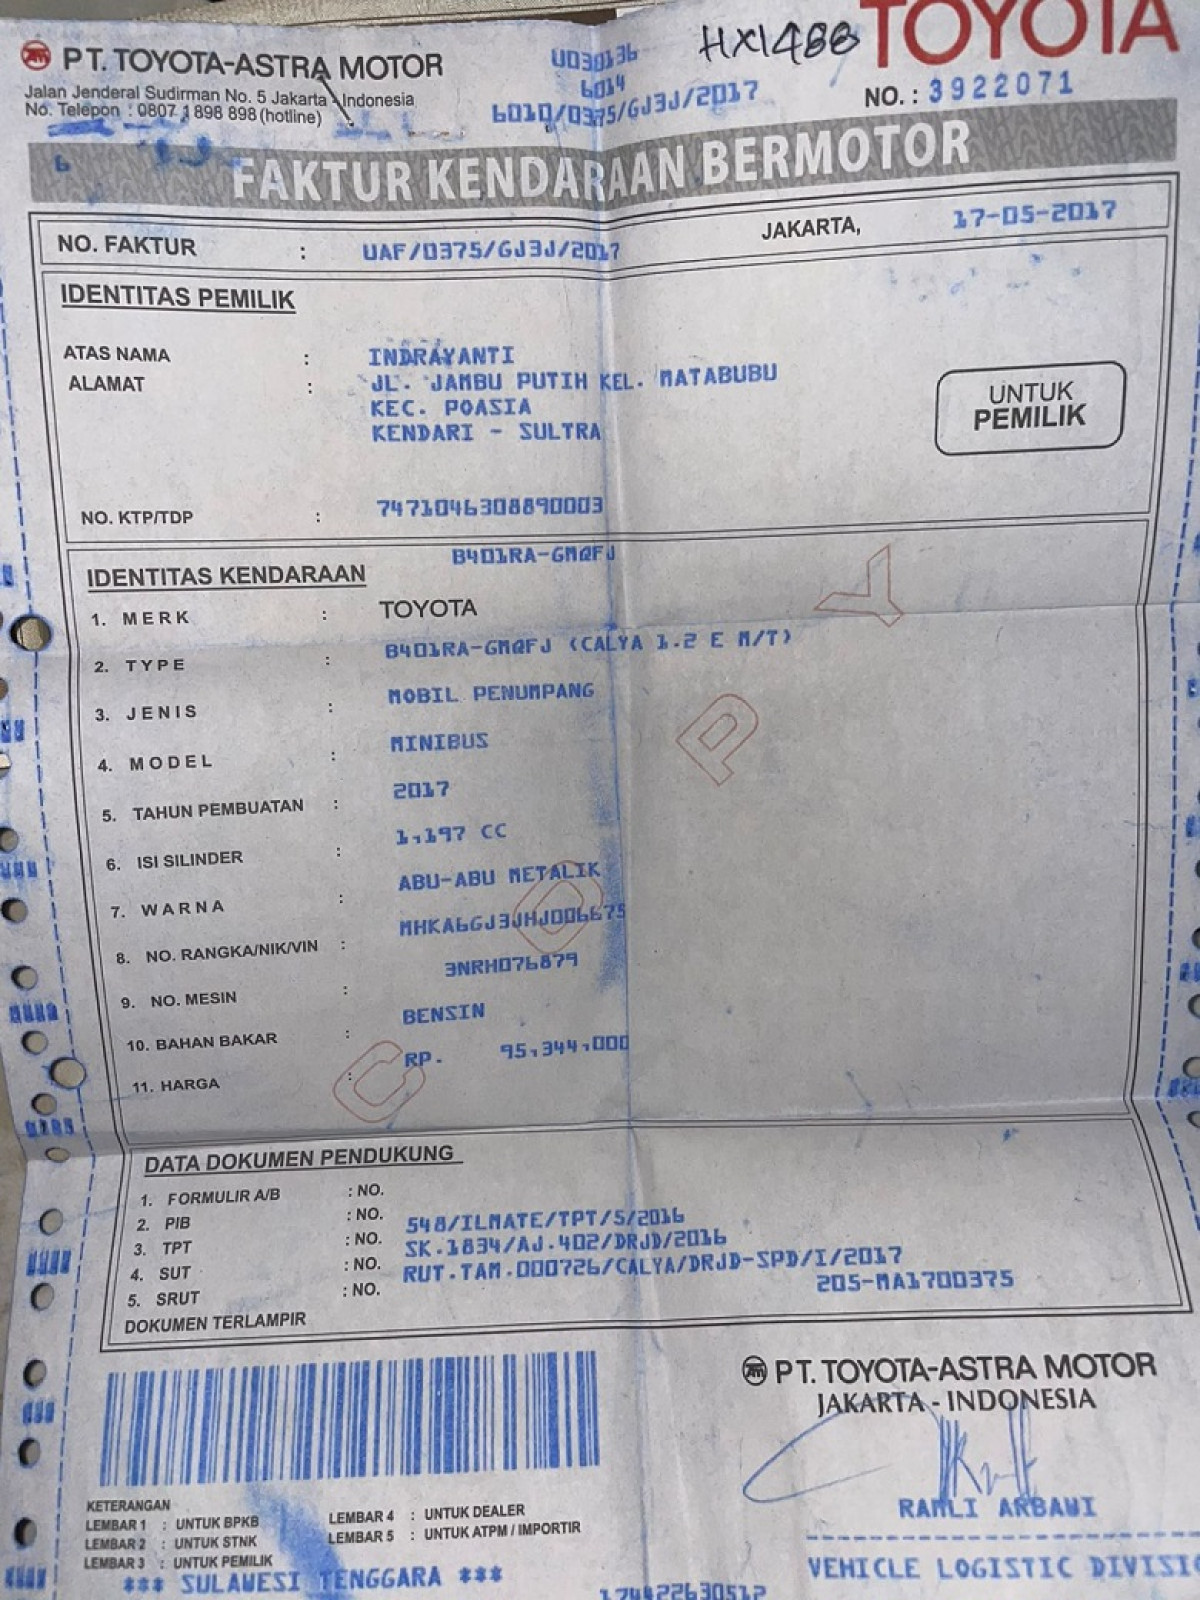 PT. TOYOTA-ASTRA MOTOR
Jalan Jenderal Sudirman No. 5 Jakarta - Indonesia
No. Telepon : 0807 1 898 898 (hotline)
U030136
6014
6010/0375/GJ3J/2017
HX1488
TOYOTA
NO. : 3922071
6
FAKTUR KENDARAAN BERMOTOR
NO. FAKTUR : UAF/0375/GJ3J/2017
JAKARTA, 17-05-2017
IDENTITAS PEMILIK
ATAS NAMA : INDRAYANTI
ALAMAT : JL. JAMBU PUTIH KEL. MATABUBU
KEC. POASIA
KENDARI - SULTRA
UNTUK
PEMILIK
NO. KTP/TDP : 7471046308890003
B401RA-GMQFJ
IDENTITAS KENDARAAN
1. MERK : TOYOTA
2. TYPE : B401RA-GMQFJ (CALYA 1.2 E M/T)
3. JENIS : MOBIL PENUMPANG
4. MODEL : MINIBUS
5. TAHUN PEMBUATAN : 2017
6. ISI SILINDER : 1,197 CC
7. WARNA : ABU-ABU METALIK
8. NO. RANGKA/NIK/VIN : MHKA6GJ3JHJ006675
9. NO. MESIN : 3NRH076879
10. BAHAN BAKAR : BENSIN
11. HARGA : RP. 95,344,000
COPY
DATA DOKUMEN PENDUKUNG
1. FORMULIR A/B : NO.
2. PIB : NO.
3. TPT : NO. 548/ILMATE/TPT/5/2016
4. SUT : NO. SK.1834/AJ.402/DRJD/2016
5. SRUT : NO. RUT.TAM.000726/CALYA/DRJD-SPD/I/2017
205-MA1700375
DOKUMEN TERLAMPIR
PT. TOYOTA-ASTRA MOTOR
JAKARTA - INDONESIA
RAMLI ARBAWI
VEHICLE LOGISTIC DIVISIO
KETERANGAN
LEMBAR 1 : UNTUK BPKB
LEMBAR 2 : UNTUK STNK
LEMBAR 3 : UNTUK PEMILIK
LEMBAR 4 : UNTUK DEALER
LEMBAR 5 : UNTUK ATPM / IMPORTIR
*** SULAWESI TENGGARA ***
174422630512